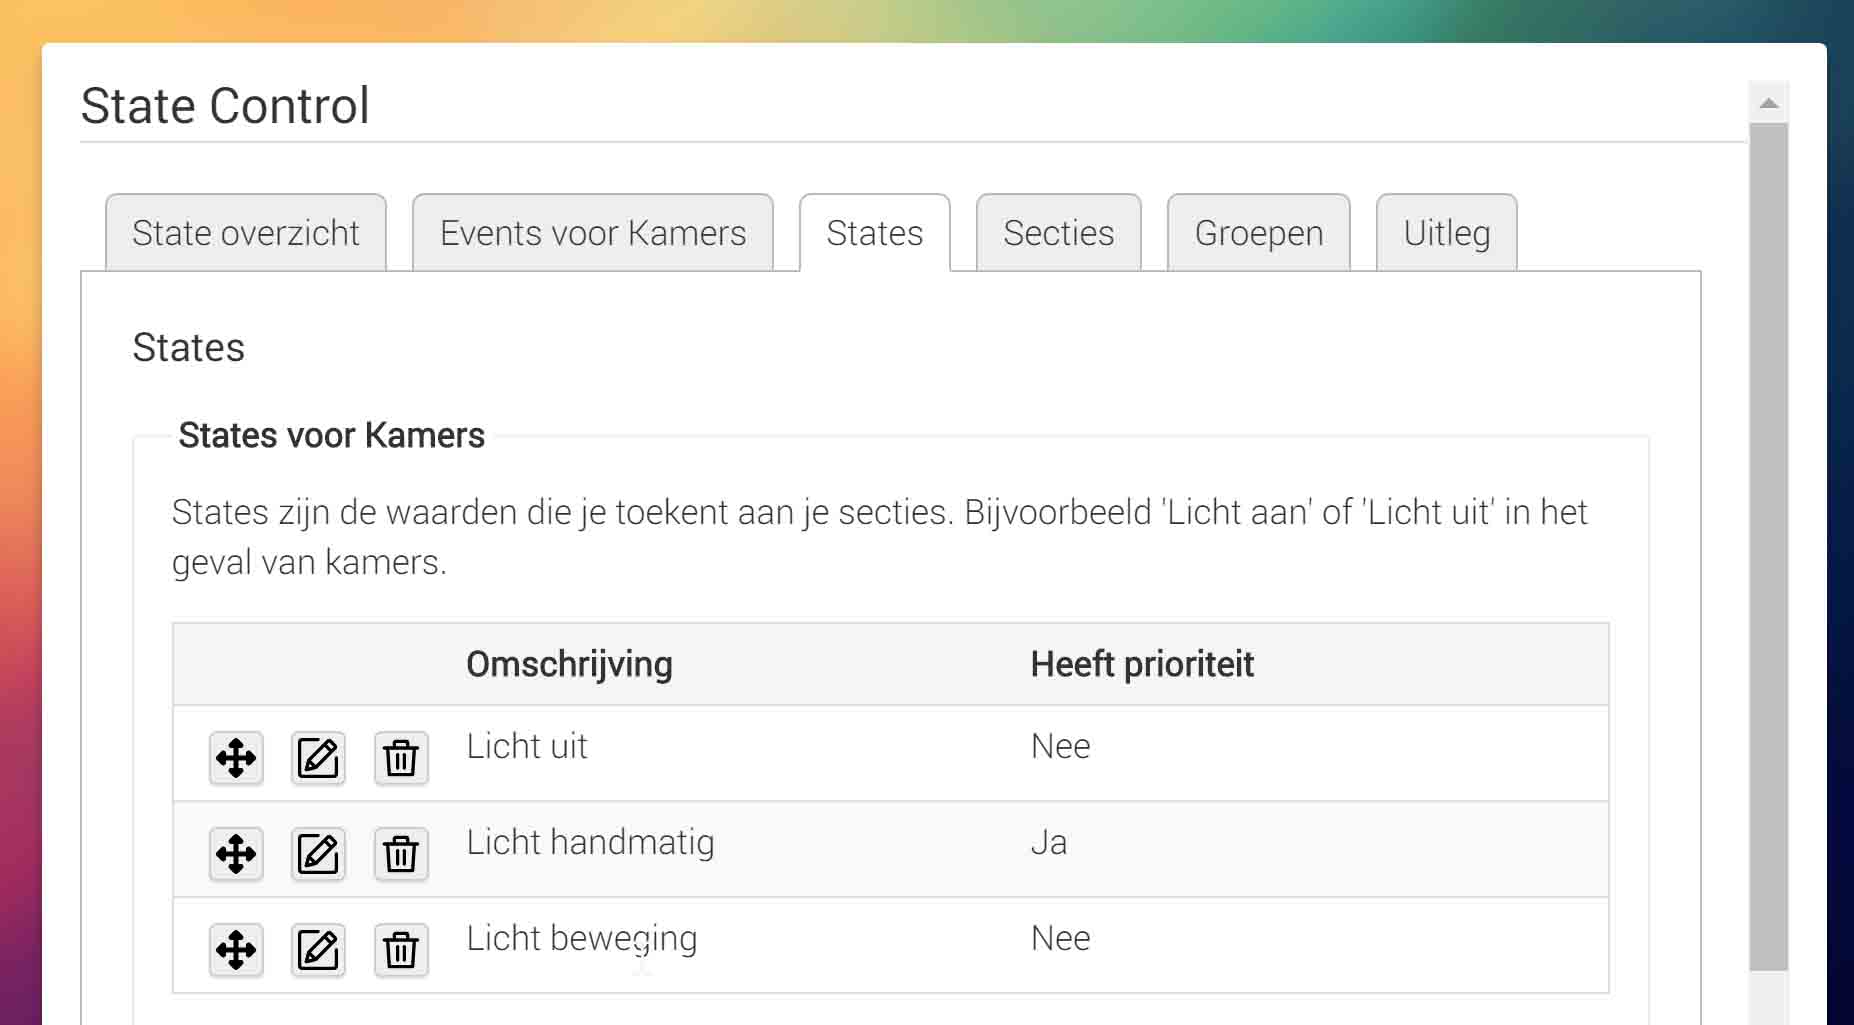 State Control
State overzicht Events voor Kamers States Secties Groepen Uitleg
States
States voor Kamers
States zijn de waarden die je toekent aan je secties. Bijvoorbeeld 'Licht aan' of 'Licht uit' in het
geval van kamers.
Omschrijving Heeft prioriteit
Licht uit Nee
Licht handmatig Ja
Licht beweging Nee